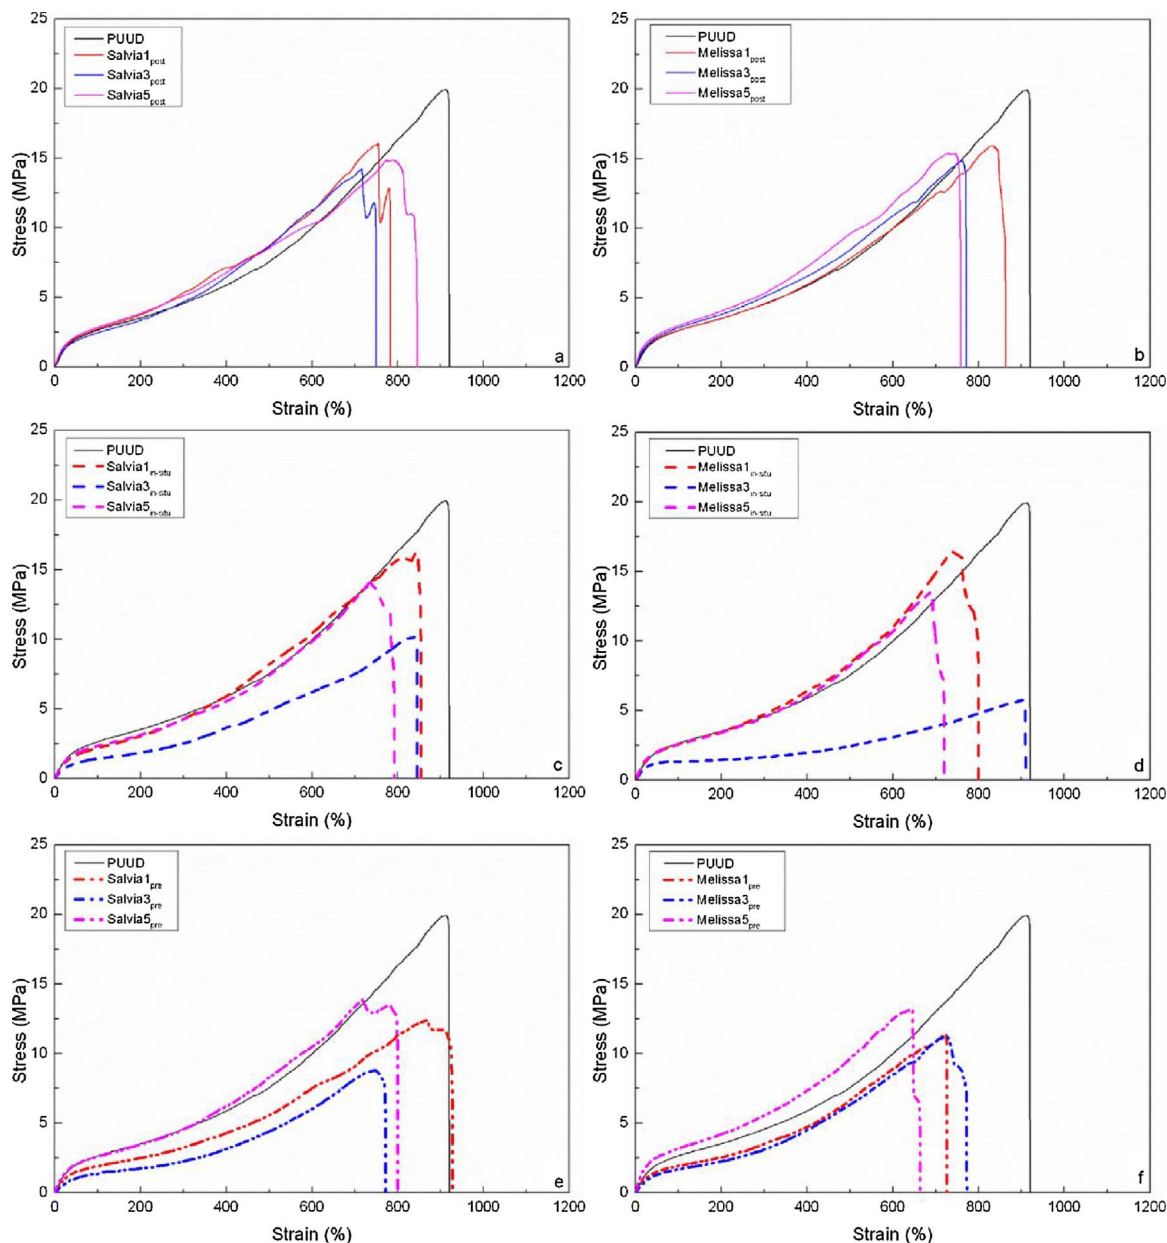 25
20
15
10
5
0
Stress (MPa)
PUUD
Salvia1post
Salvia3post
Salvia5post
a
0 200 400 600 800 1000 1200
Strain (%)
25
20
15
10
5
0
Stress (MPa)
PUUD
Melissa1post
Melissa3post
Melissa5post
b
0 200 400 600 800 1000 1200
Strain (%)
25
20
15
10
5
0
Stress (MPa)
PUUD
Salvia1in-situ
Salvia3in-situ
Salvia5in-situ
c
0 200 400 600 800 1000 1200
Strain (%)
25
20
15
10
5
0
Stress (MPa)
PUUD
Melissa1in-situ
Melissa3in-situ
Melissa5in-situ
d
0 200 400 600 800 1000 1200
Strain (%)
25
20
15
10
5
0
Stress (MPa)
PUUD
Salvia1pre
Salvia3pre
Salvia5pre
e
0 200 400 600 800 1000 1200
Strain (%)
25
20
15
10
5
0
Stress (MPa)
PUUD
Melissa1pre
Melissa3pre
Melissa5pre
f
0 200 400 600 800 1000 1200
Strain (%)